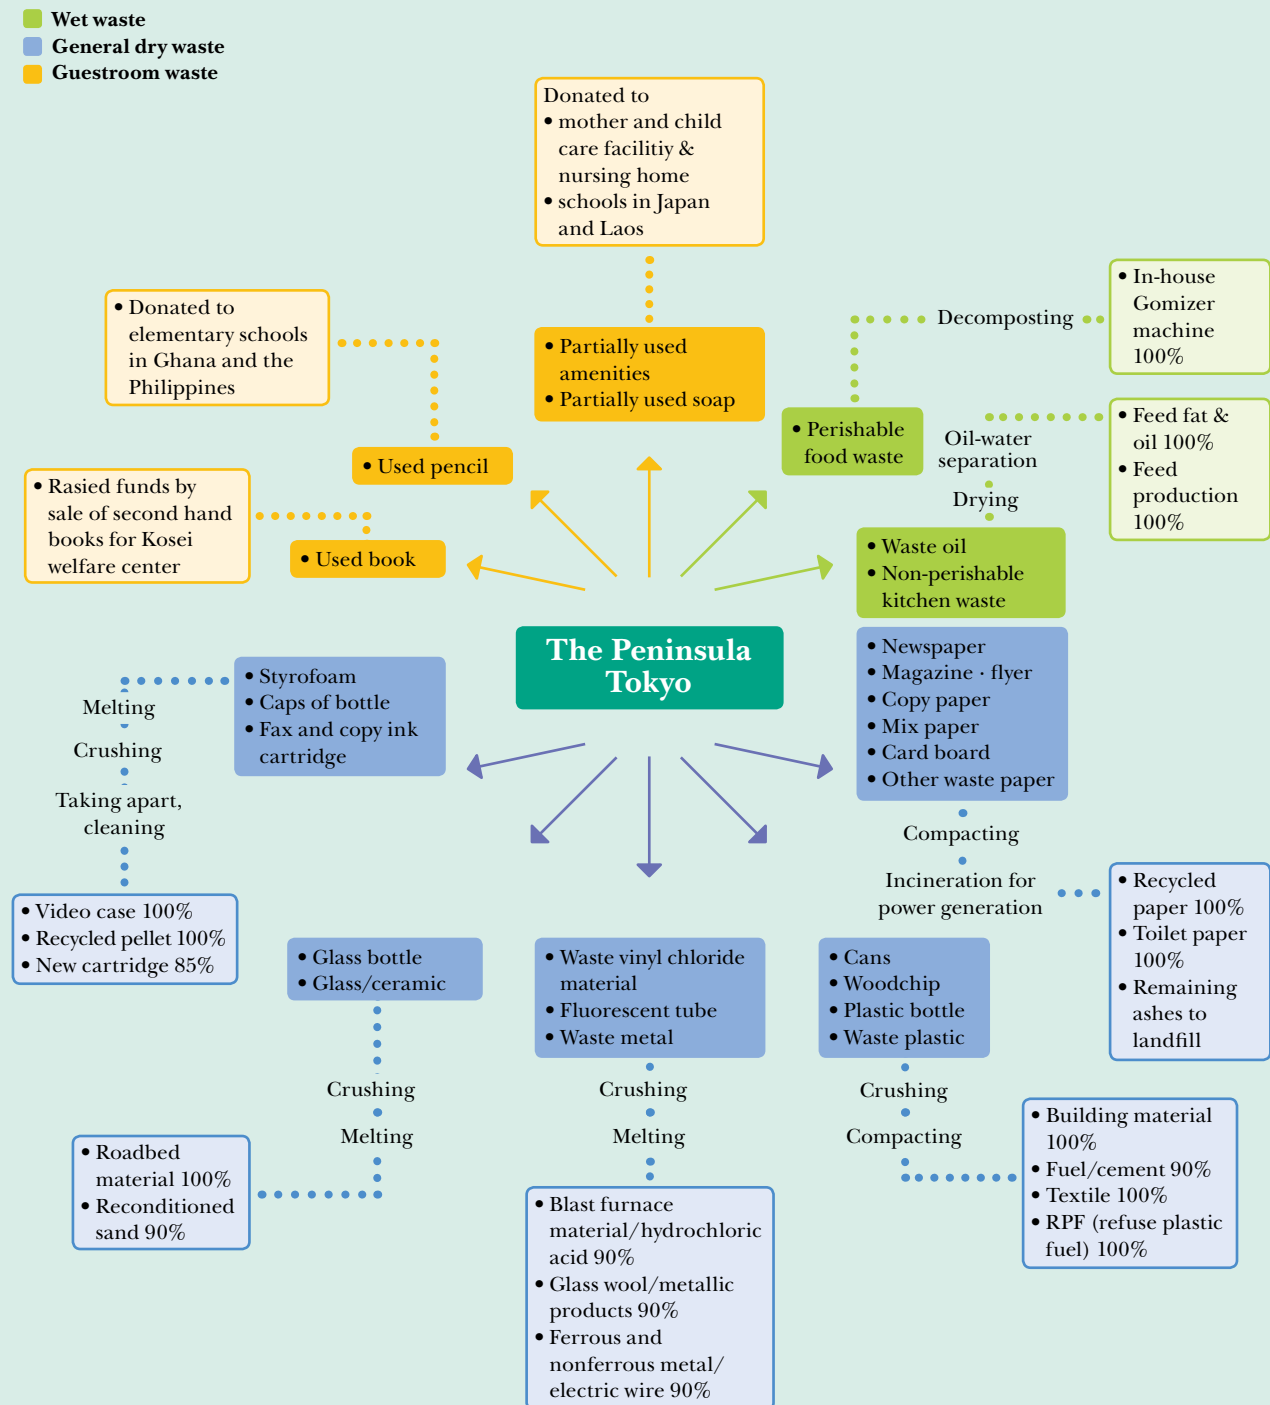 Wet waste
General dry waste
Guestroom waste
Donated to
• mother and child
care facilitiy &
nursing home
• schools in Japan
and Laos
• Donated to
elementary schools
in Ghana and the
Philippines
• Partially used
amenities
• Partially used soap
Decomposting
• In-house
Gomizer
machine
100%
• Used pencil
• Perishable
food waste
Oil-water
separation
Drying
• Feed fat &
oil 100%
• Feed
production
100%
• Rasied funds by
sale of second hand
books for Kosei
welfare center
• Used book
• Waste oil
• Non-perishable
kitchen waste
The Peninsula
Tokyo
• Styrofoam
• Caps of bottle
• Fax and copy ink
cartridge
Melting
Crushing
Taking apart,
cleaning
• Video case 100%
• Recycled pellet 100%
• New cartridge 85%
• Newspaper
• Magazine · flyer
• Copy paper
• Mix paper
• Card board
• Other waste paper
Compacting
Incineration for
power generation
• Recycled
paper 100%
• Toilet paper
100%
• Remaining
ashes to
landfill
• Glass bottle
• Glass/ceramic
Crushing
Melting
• Roadbed
material 100%
• Reconditioned
sand 90%
• Waste vinyl chloride
material
• Fluorescent tube
• Waste metal
Crushing
Melting
• Blast furnace
material/hydrochloric
acid 90%
• Glass wool/metallic
products 90%
• Ferrous and
nonferrous metal/
electric wire 90%
• Cans
• Woodchip
• Plastic bottle
• Waste plastic
Crushing
Compacting
• Building material
100%
• Fuel/cement 90%
• Textile 100%
• RPF (refuse plastic
fuel) 100%